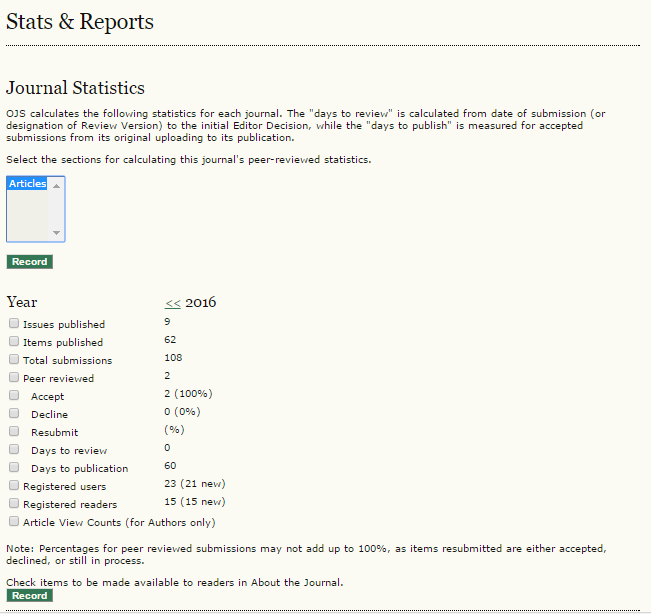 Stats & Reports
Journal Statistics
OJS calculates the following statistics for each journal. The "days to review" is calculated from date of submission (or
designation of Review Version) to the initial Editor Decision, while the "days to publish" is measured for accepted
submissions from its original uploading to its publication.
Select the sections for calculating this journal's peer-reviewed statistics.
Articles
Record
Year << 2016
Issues published 9
Items published 62
Total submissions 108
Peer reviewed 2
Accept 2 (100%)
Decline 0 (0%)
Resubmit (%)
Days to review 0
Days to publication 60
Registered users 23 (21 new)
Registered readers 15 (15 new)
Article View Counts (for Authors only)
Note: Percentages for peer reviewed submissions may not add up to 100%, as items resubmitted are either accepted,
declined, or still in process.
Check items to be made available to readers in About the Journal.
Record